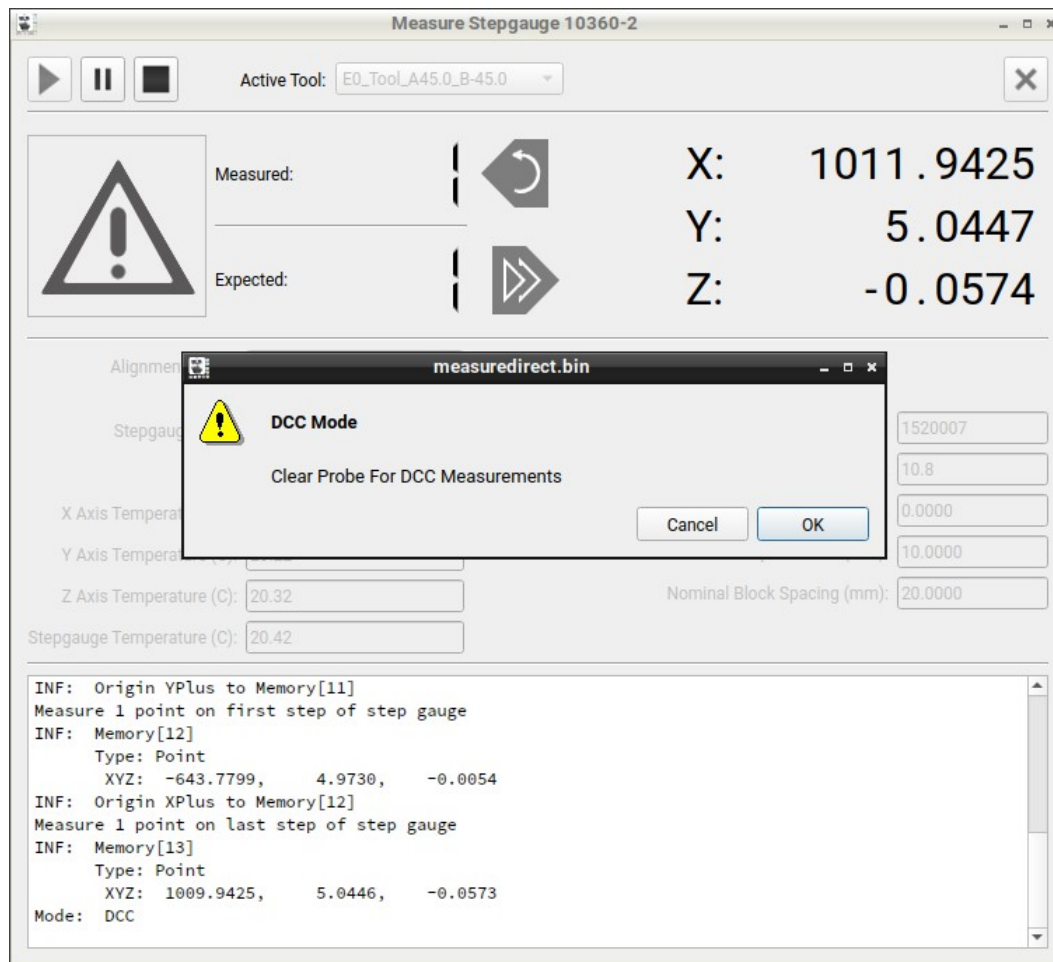 Measure Stepgauge 10360-2
Active Tool: E0_Tool_A45.0_B-45.0
Measured:
Expected:
X: 1011.9425
Y: 5.0447
Z: -0.0574
measuredirect.bin
DCC Mode
Clear Probe For DCC Measurements
Cancel OK
1520007
10.8
X Axis 0.0000
Y Axis 10.0000
Z Axis Temperature (C): 20.32 Nominal Block Spacing (mm): 20.0000
Stepgauge Temperature (C): 20.42
INF: Origin YPlus to Memory[11]
Measure 1 point on first step of step gauge
INF: Memory[12]
Type: Point
XYZ: -643.7799, 4.9730, -0.0054
INF: Origin XPlus to Memory[12]
Measure 1 point on last step of step gauge
INF: Memory[13]
Type: Point
XYZ: 1009.9425, 5.0446, -0.0573
Mode: DCC